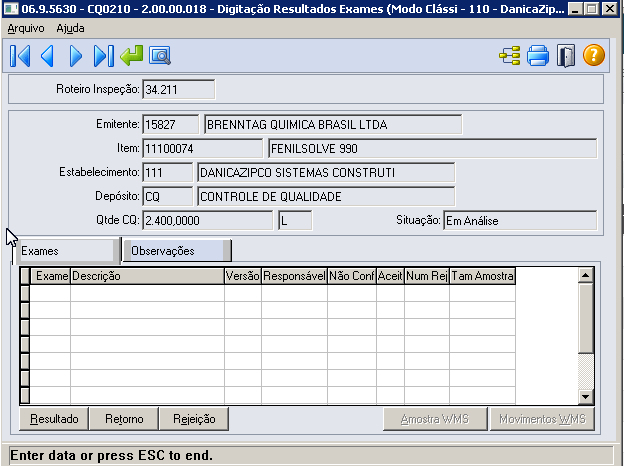 06.9.5630 - CQ0210 - 2.00.00.018 - Digitação Resultados Exames (Modo Clássi - 110 - DanicaZip...
Arquivo Ajuda
Roteiro Inspeção: 34.211
Emitente: 15827 BRENNTAG QUIMICA BRASIL LTDA
Item: 11100074 FENILSOLVE 990
Estabelecimento: 111 DANICAZIPCO SISTEMAS CONSTRUTI
Depósito: CQ CONTROLE DE QUALIDADE
Qtde CQ: 2.400,0000 L Situação: Em Análise
Exames Observações
Exame Descrição Versão Responsável Não Conf Aceit Num Rej Tam Amostra
Resultado Retorno Rejeição Amostra WMS Movimentos WMS
Enter data or press ESC to end.